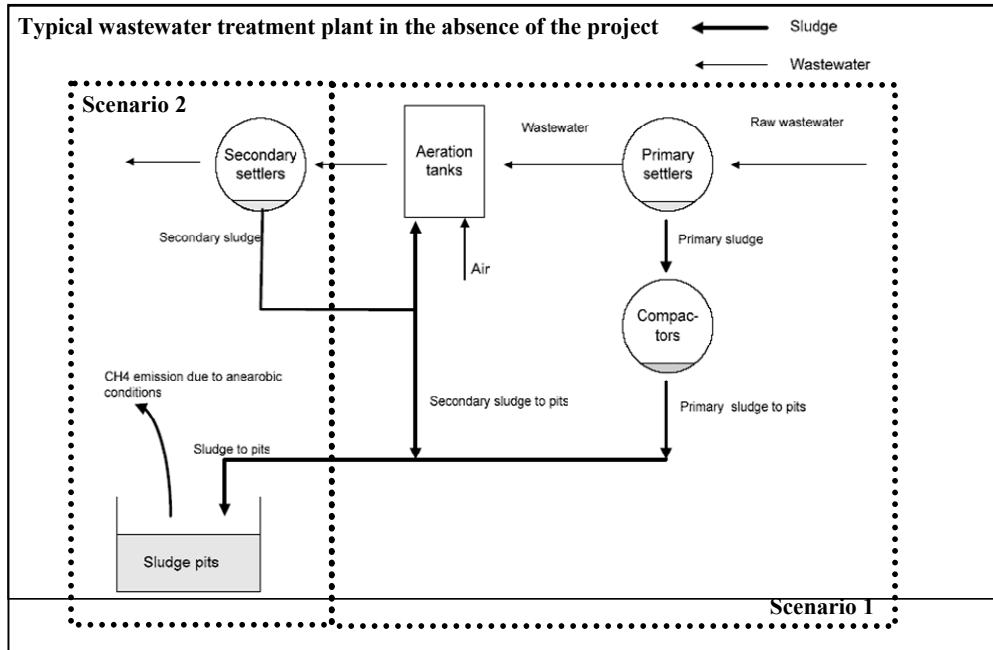 Typical wastewater treatment plant in the absence of the project
Sludge
Wastewater
Scenario 2
Secondary
settlers
Aeration
tanks
Wastewater
Primary
settlers
Raw wastewater
Secondary sludge
Air
Primary sludge
Compac-
tors
CH4 emission due to anearobic
conditions
Secondary sludge to pits
Primary sludge to pits
Sludge to pits
Sludge pits
Scenario 1